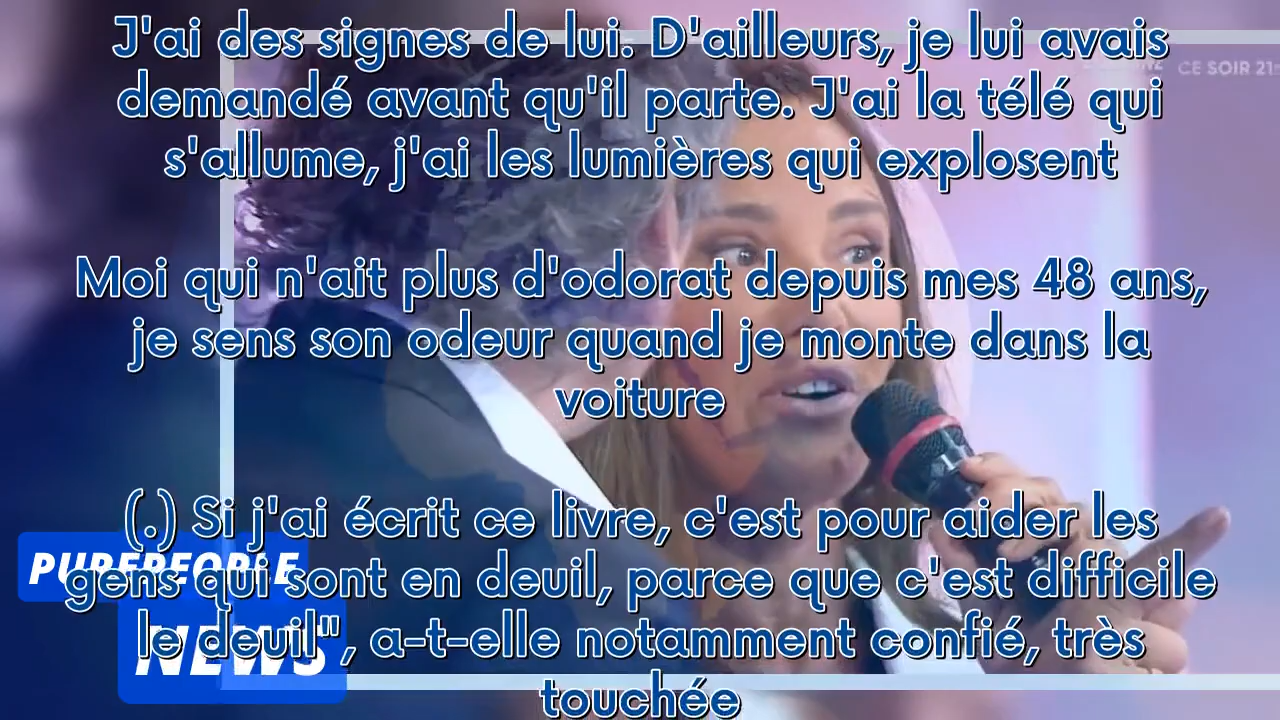 J'ai des signes de lui. D'ailleurs, je lui avais
demandé avant qu'il parte. J'ai la télé qui
s'allume, j'ai les lumières qui explosent
CE SOIR 21
Moi qui n'ait plus d'odorat depuis mes 48 ans,
je sens son odeur quand je monte dans la
voiture
(.) Si j'ai écrit ce livre, c'est pour aider les
gens qui sont en deuil, parce que c'est difficile
le deuil", a-t-elle notamment confié, très
touchée
PUREPEOPLE
NEWS